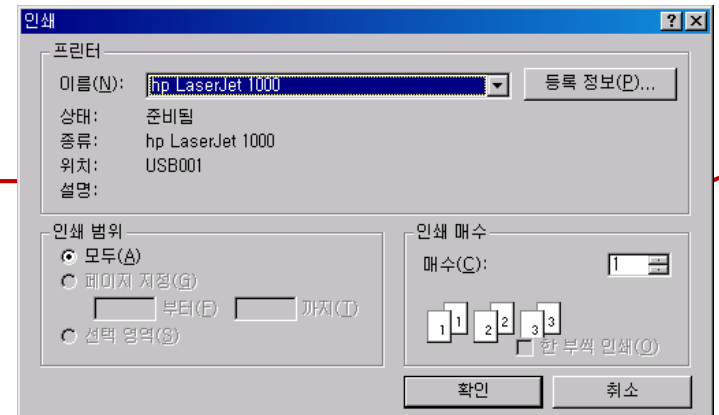 인쇄
프린터
이름(N): hp LaserJet 1000 등록 정보(P)...
상태: 준비됨
종류: hp LaserJet 1000
위치: USB001
설명:
인쇄 범위
모두(A)
페이지 지정(G)
부터(F) 까지(T)
선택 영역(S)
인쇄 매수
매수(C): 1
1 1 2 2 3 3
한 부씩 인쇄(O)
확인 취소